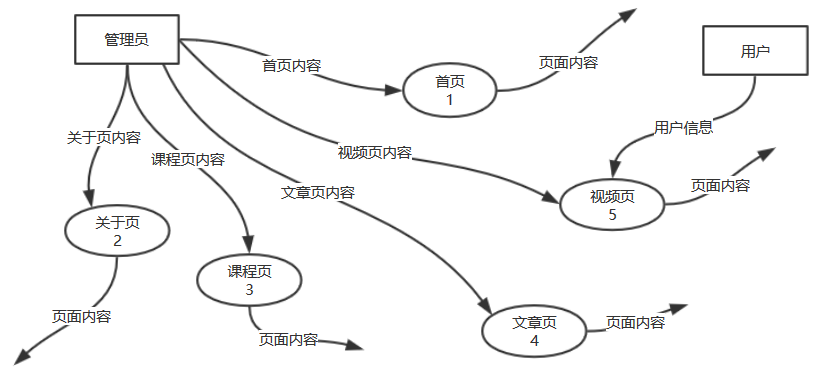 管理员
首页内容
首页
1
页面内容
用户
用户信息
关于页内容
课程页内容
视频页内容
文章页内容
视频页
5
页面内容
关于页
2
课程页
3
页面内容
页面内容
文章页
4
页面内容